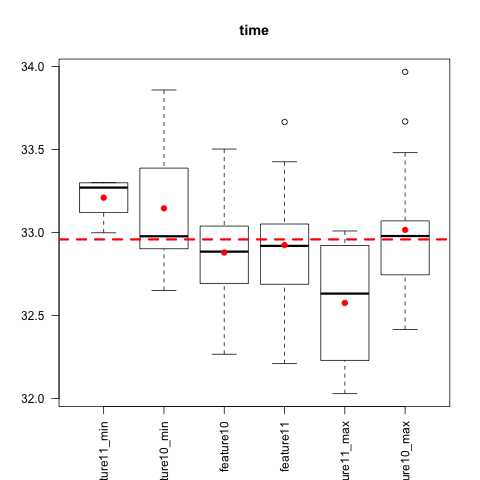 time
34.0
33.5
33.0
32.5
32.0
ture11_min
ture10_min
feature10
feature11
ure11_max
ure10_max